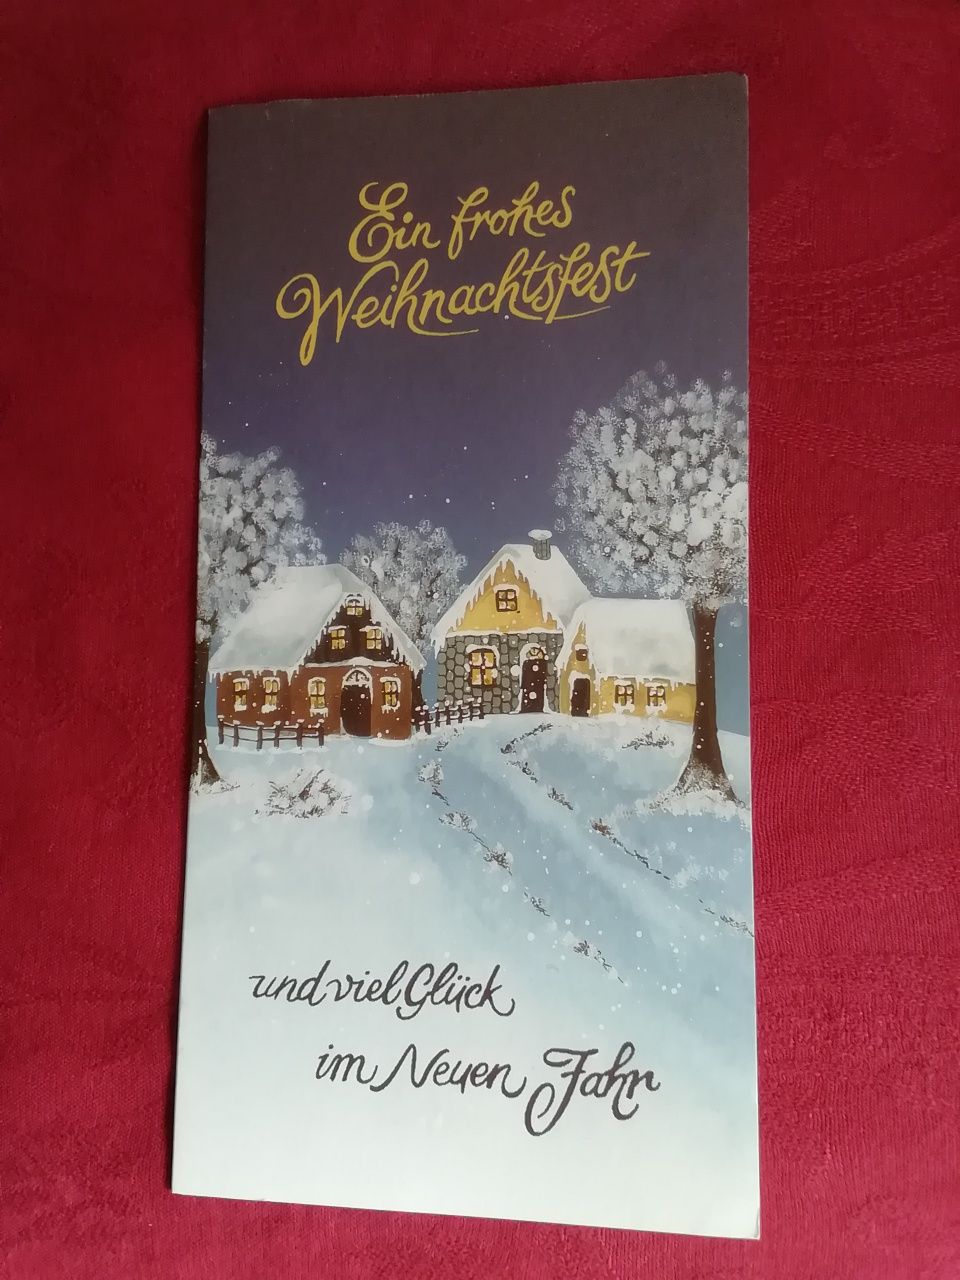 Ein frohes
Weihnachtsfest
und viel Glück
im Neuen Jahr